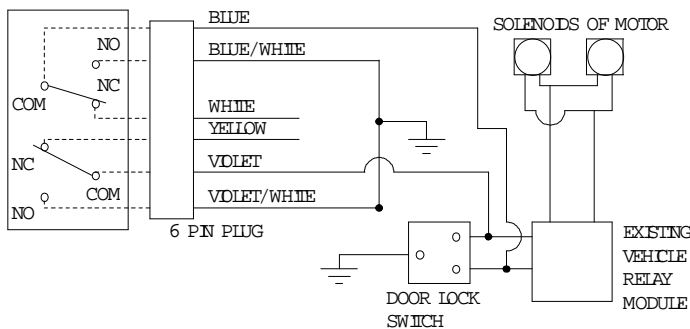 BLUE
SOLENOIDS OF MOTOR
NO
BLUE/WHITE
NC
COM
WHITE
YELLOW
NC
VIOLET
COM
VIOLET/WHITE
NO
6 PIN PLUG
EXISTING
VEHICLE
RELAY
MODULE
DOOR LOCK
SWITCH